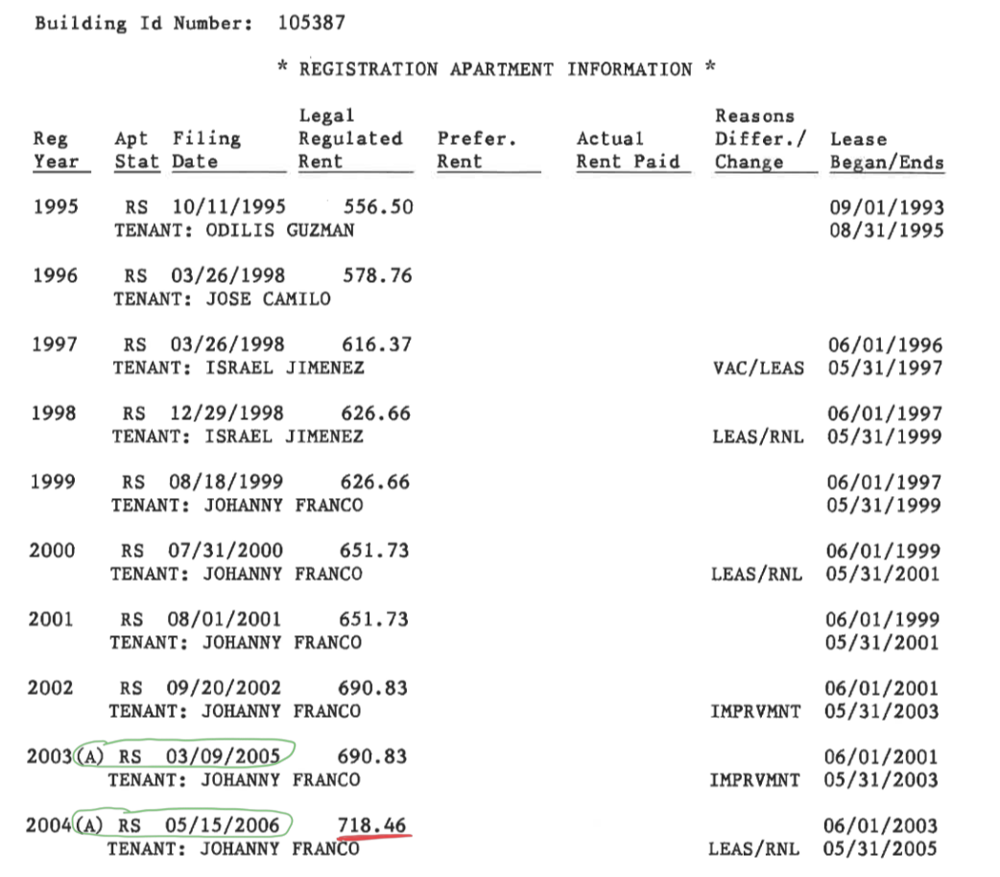 Building Id Number: 105387
* REGISTRATION APARTMENT INFORMATION *
Legal Reasons
Reg Apt Filing Regulated Prefer. Actual Differ./ Lease
Year Stat Date Rent Rent Rent Paid Change Began/Ends
1995 RS 10/11/1995 556.50 09/01/1993
TENANT: ODILIS GUZMAN 08/31/1995
1996 RS 03/26/1998 578.76
TENANT: JOSE CAMILO
1997 RS 03/26/1998 616.37 06/01/1996
TENANT: ISRAEL JIMENEZ VAC/LEAS 05/31/1997
1998 RS 12/29/1998 626.66 06/01/1997
TENANT: ISRAEL JIMENEZ LEAS/RNL 05/31/1999
1999 RS 08/18/1999 626.66 06/01/1997
TENANT: JOHANNY FRANCO 05/31/1999
2000 RS 07/31/2000 651.73 06/01/1999
TENANT: JOHANNY FRANCO LEAS/RNL 05/31/2001
2001 RS 08/01/2001 651.73 06/01/1999
TENANT: JOHANNY FRANCO 05/31/2001
2002 RS 09/20/2002 690.83 06/01/2001
TENANT: JOHANNY FRANCO IMPRVMNT 05/31/2003
2003(A) RS 03/09/2005 690.83 06/01/2001
TENANT: JOHANNY FRANCO IMPRVMNT 05/31/2003
2004(A) RS 05/15/2006 718.46 06/01/2003
TENANT: JOHANNY FRANCO LEAS/RNL 05/31/2005